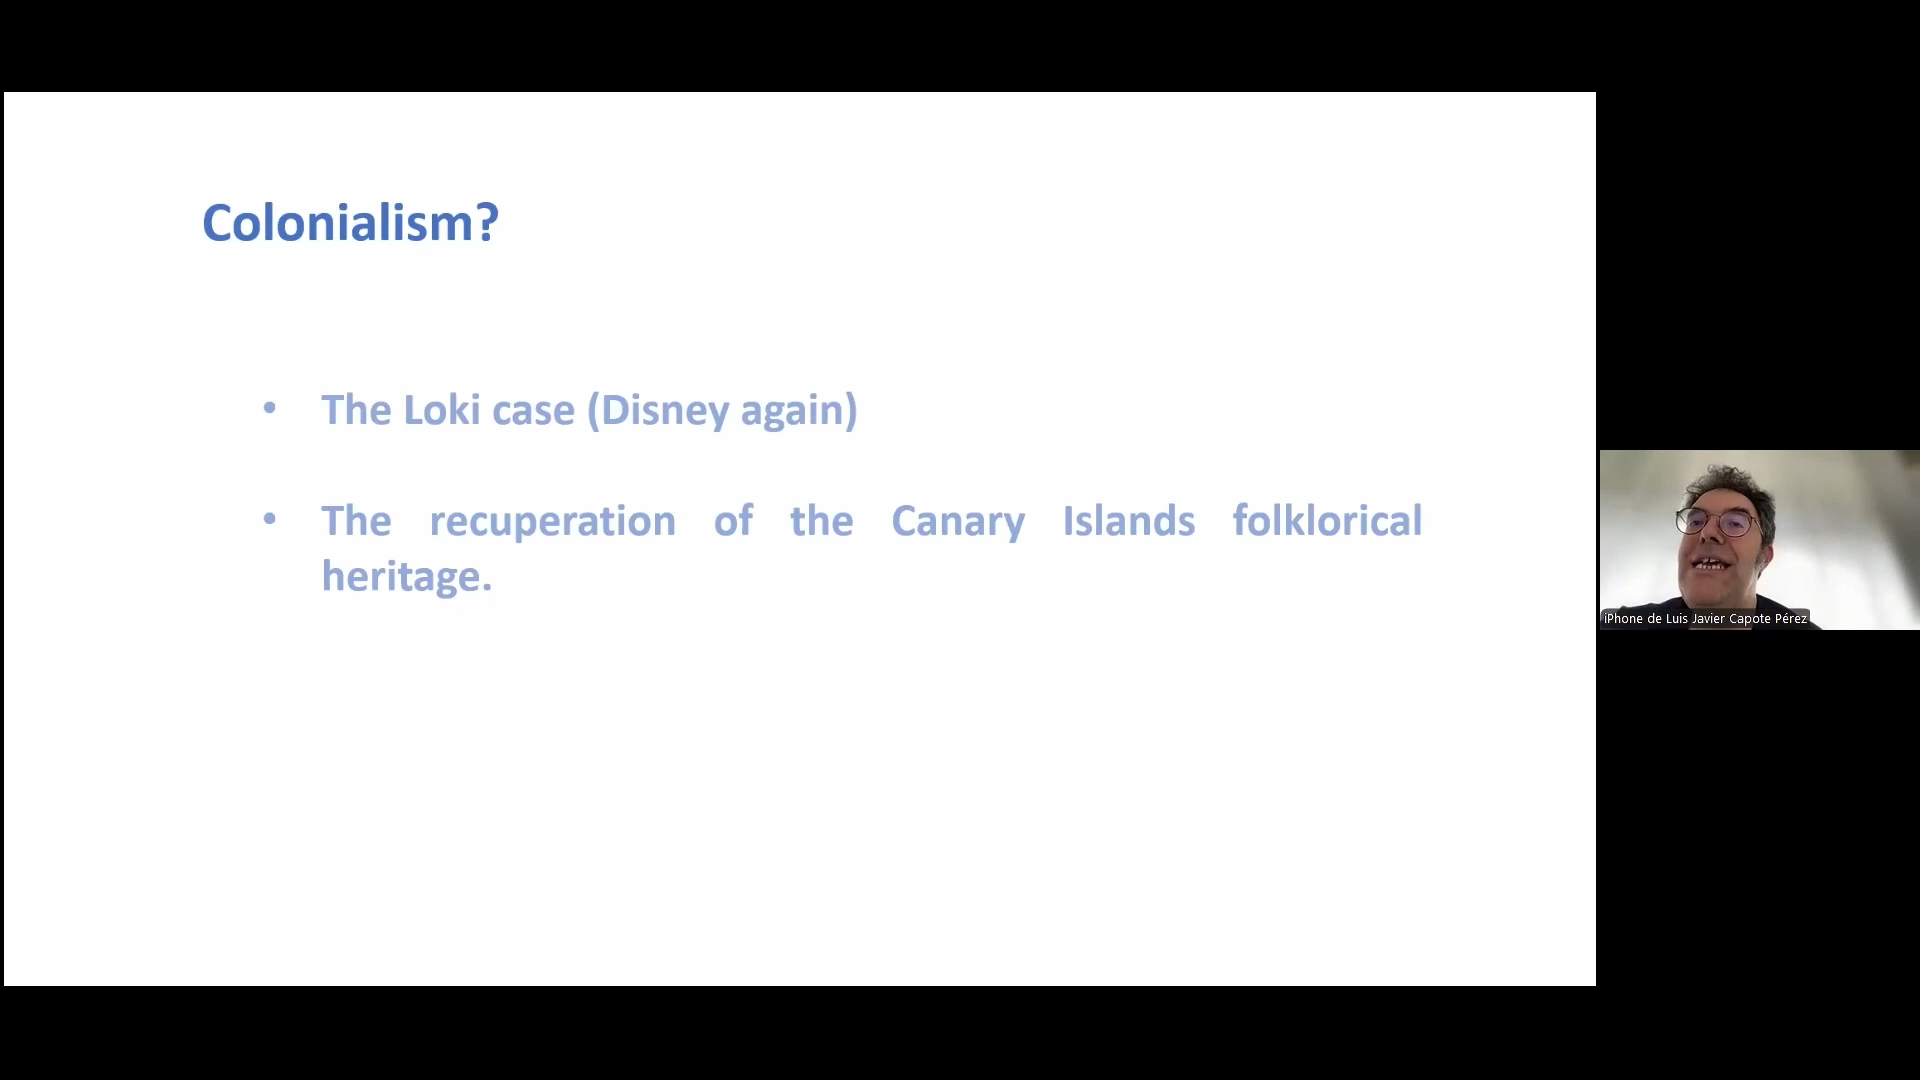 Colonialism?
• The Loki case (Disney again)
• The recuperation of the Canary Islands folklorical
heritage.
iPhone de Luis Javier Capote Pérez